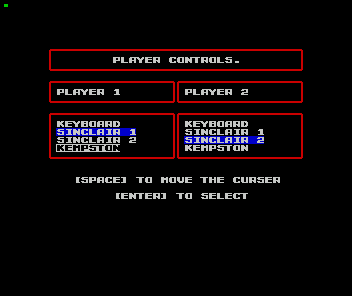 PLAYER CONTROLS.
PLAYER 1
PLAYER 2
KEYBOARD
SINCLAIR 1
SINCLAIR 2
KEMPSTON
KEYBOARD
SINCLAIR 1
SINCLAIR 2
KEMPSTON
[SPACE] TO MOVE THE CURSER
[ENTER] TO SELECT